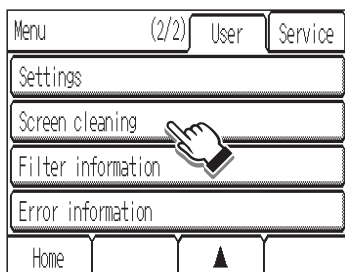 Menu (2/2) User Service
Settings
Screen cleaning
Filter information
Error information
Home ▲